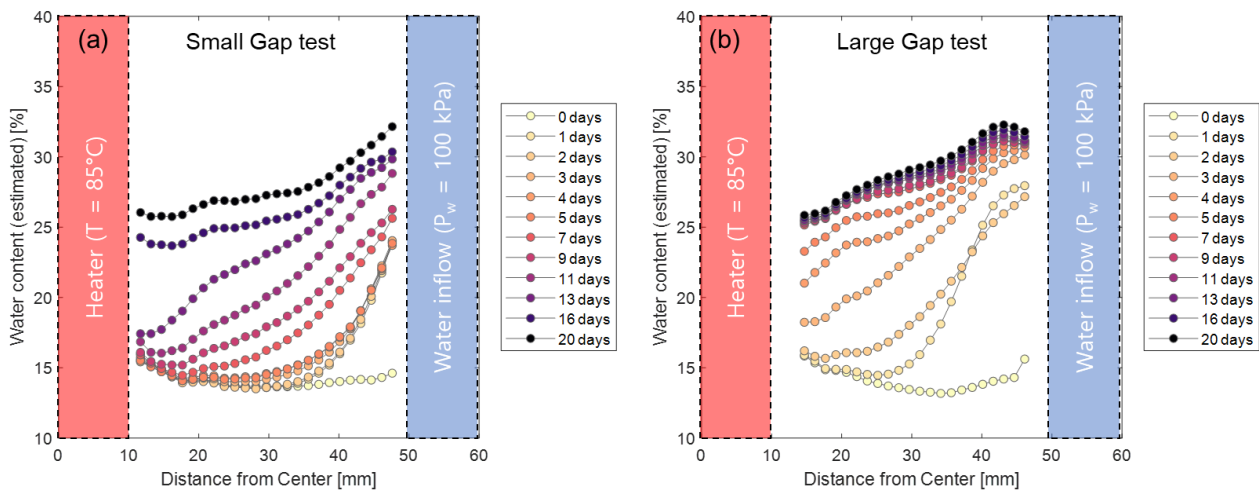 (a)
Small Gap test
Water content (estimated) [%]
40
35
30
25
20
15
10
Heater (T = 85°C)
Water inflow (P_w = 100 kPa)
0
10
20
30
40
50
60
Distance from Center [mm]
0 days
1 days
2 days
3 days
4 days
5 days
7 days
9 days
11 days
13 days
16 days
20 days
(b)
Large Gap test
Water content (estimated) [%]
40
35
30
25
20
15
10
Heater (T = 85°C)
Water inflow (P_w = 100 kPa)
0
10
20
30
40
50
60
Distance from Center [mm]
0 days
1 days
2 days
3 days
4 days
5 days
7 days
9 days
11 days
13 days
16 days
20 days